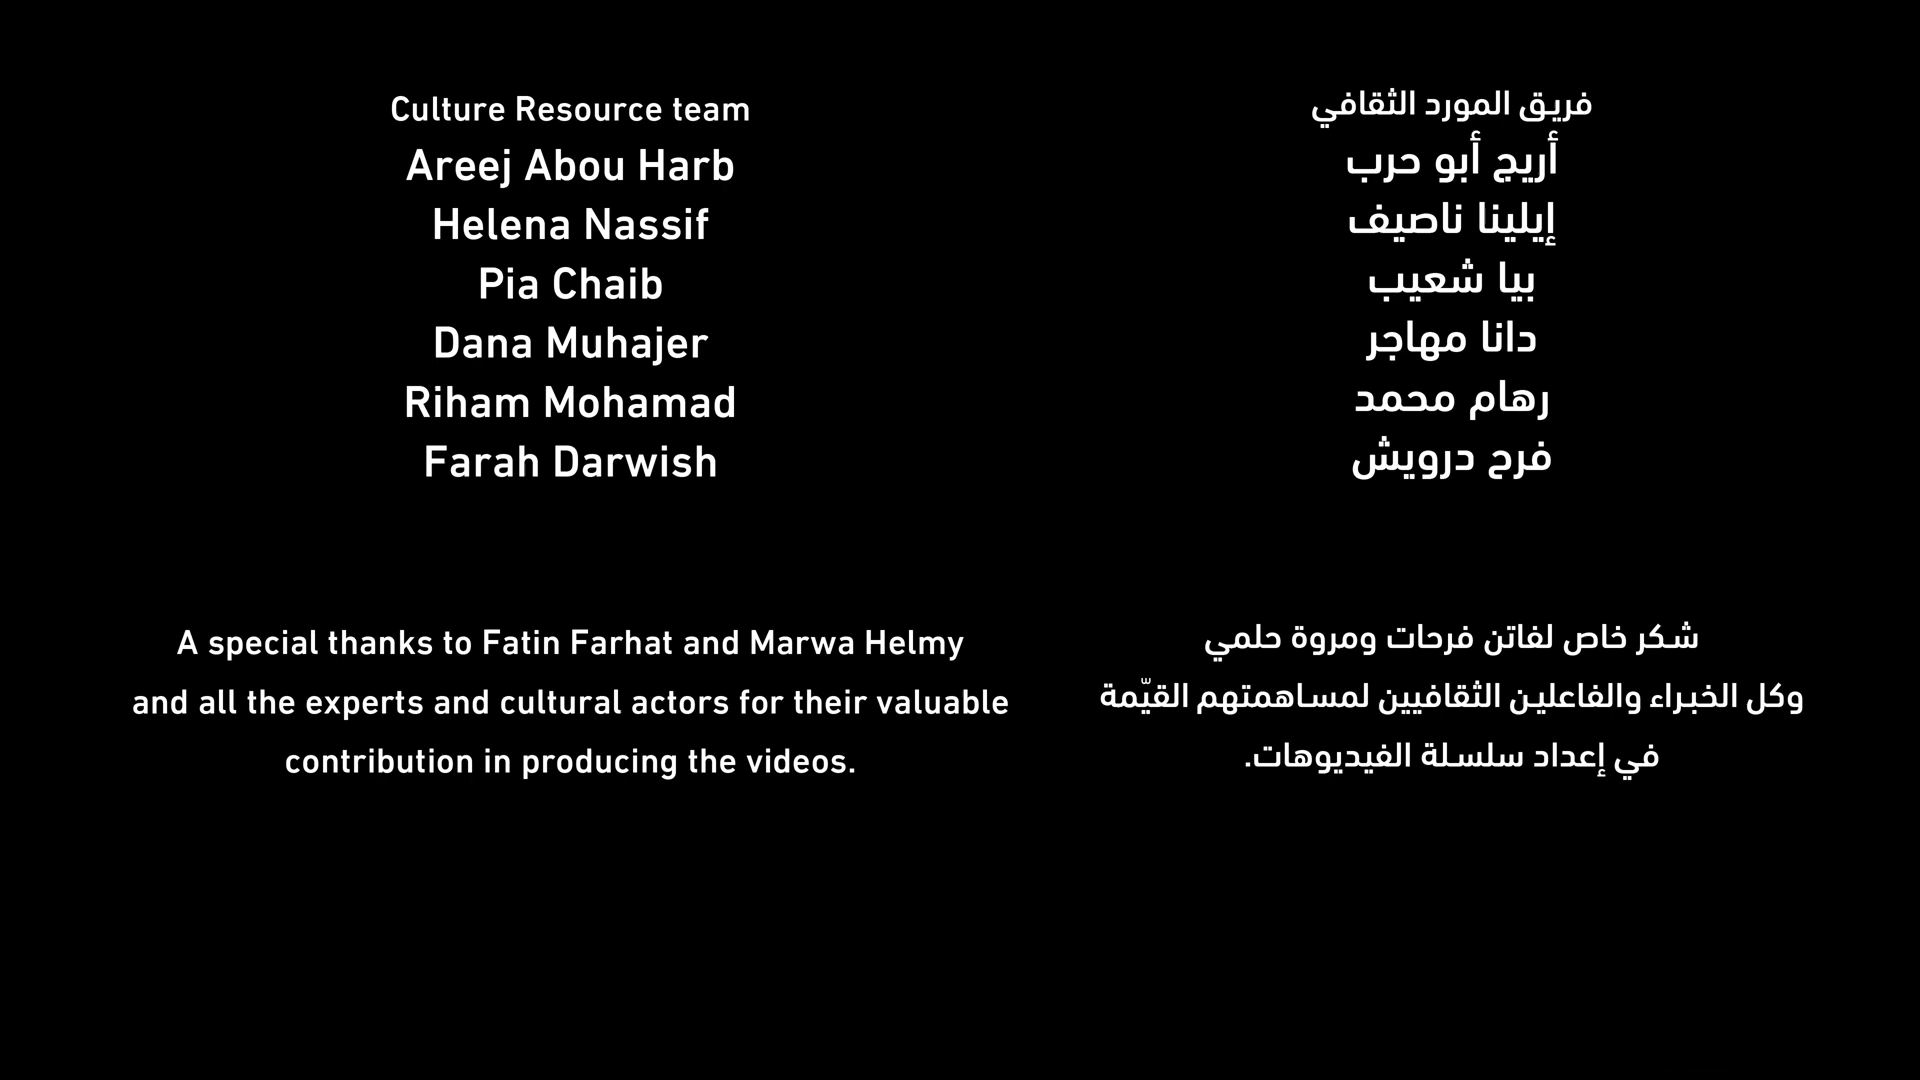 Culture Resource team
Areej Abou Harb
Helena Nassif
Pia Chaib
Dana Muhajer
Riham Mohamad
Farah Darwish
A special thanks to Fatin Farhat and Marwa Helmy
and all the experts and cultural actors for their valuable
contribution in producing the videos.
فريق المورد الثقافي
أريج أبو حرب
إيلينا ناصيف
بيا شعيب
دانا مهاجر
رهام محمد
فرح درويش
شكر خاص لفاتن فرحات ومروة حلمي
وكل الخبراء والفاعلين الثقافيين لمساهمتهم القيّمة
في إعداد سلسلة الفيديوهات.